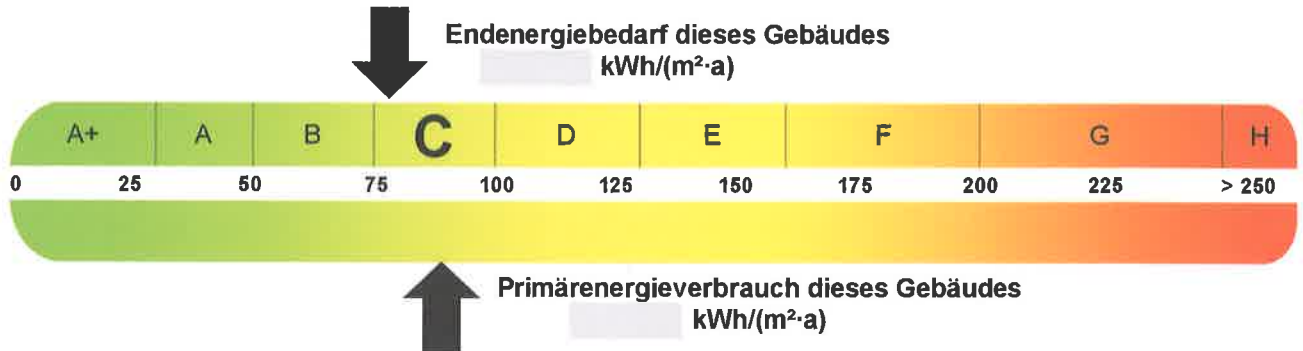 Endenergiebedarf dieses Gebäudes
kWh/(m²·a)
A+ A B C D E F G H
0 25 50 75 100 125 150 175 200 225 > 250
Primärenergieverbrauch dieses Gebäudes
kWh/(m²·a)